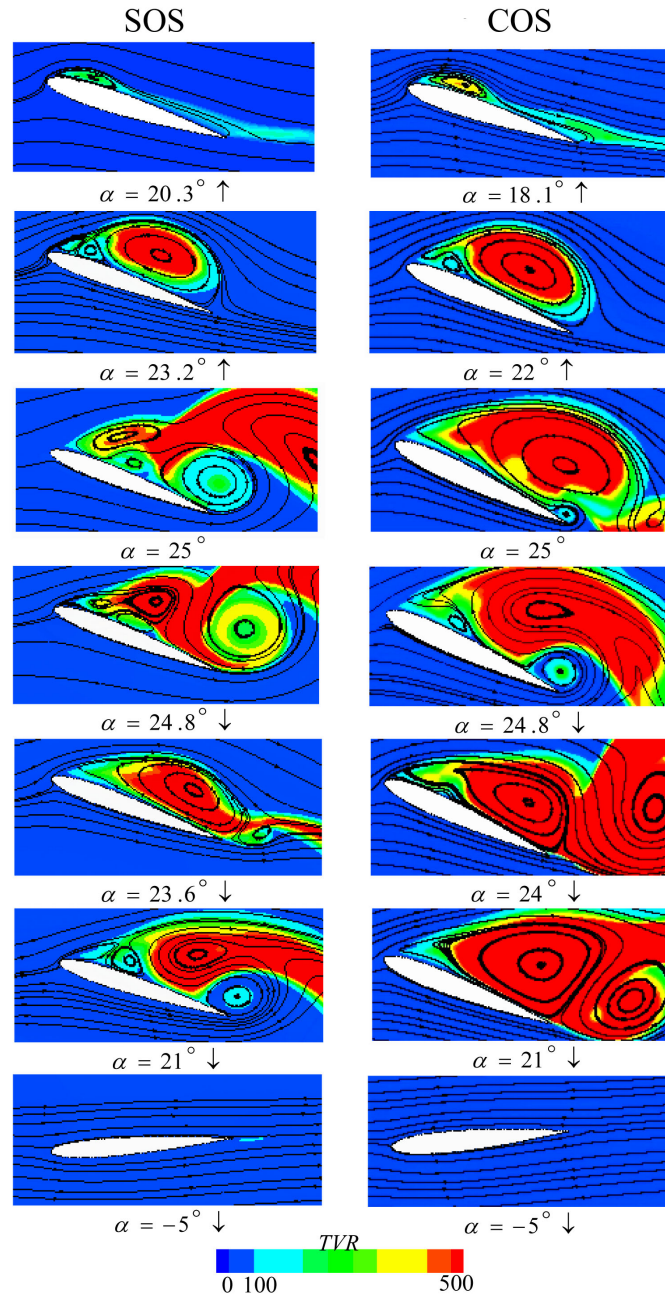 SOS COS
α = 20.3° ↑ α = 18.1° ↑
α = 23.2° ↑ α = 22° ↑
α = 25° α = 25°
α = 24.8° ↓ α = 24.8° ↓
α = 23.6° ↓ α = 24° ↓
α = 21° ↓ α = 21° ↓
α = −5° ↓ α = −5° ↓
TVR
0 100 500